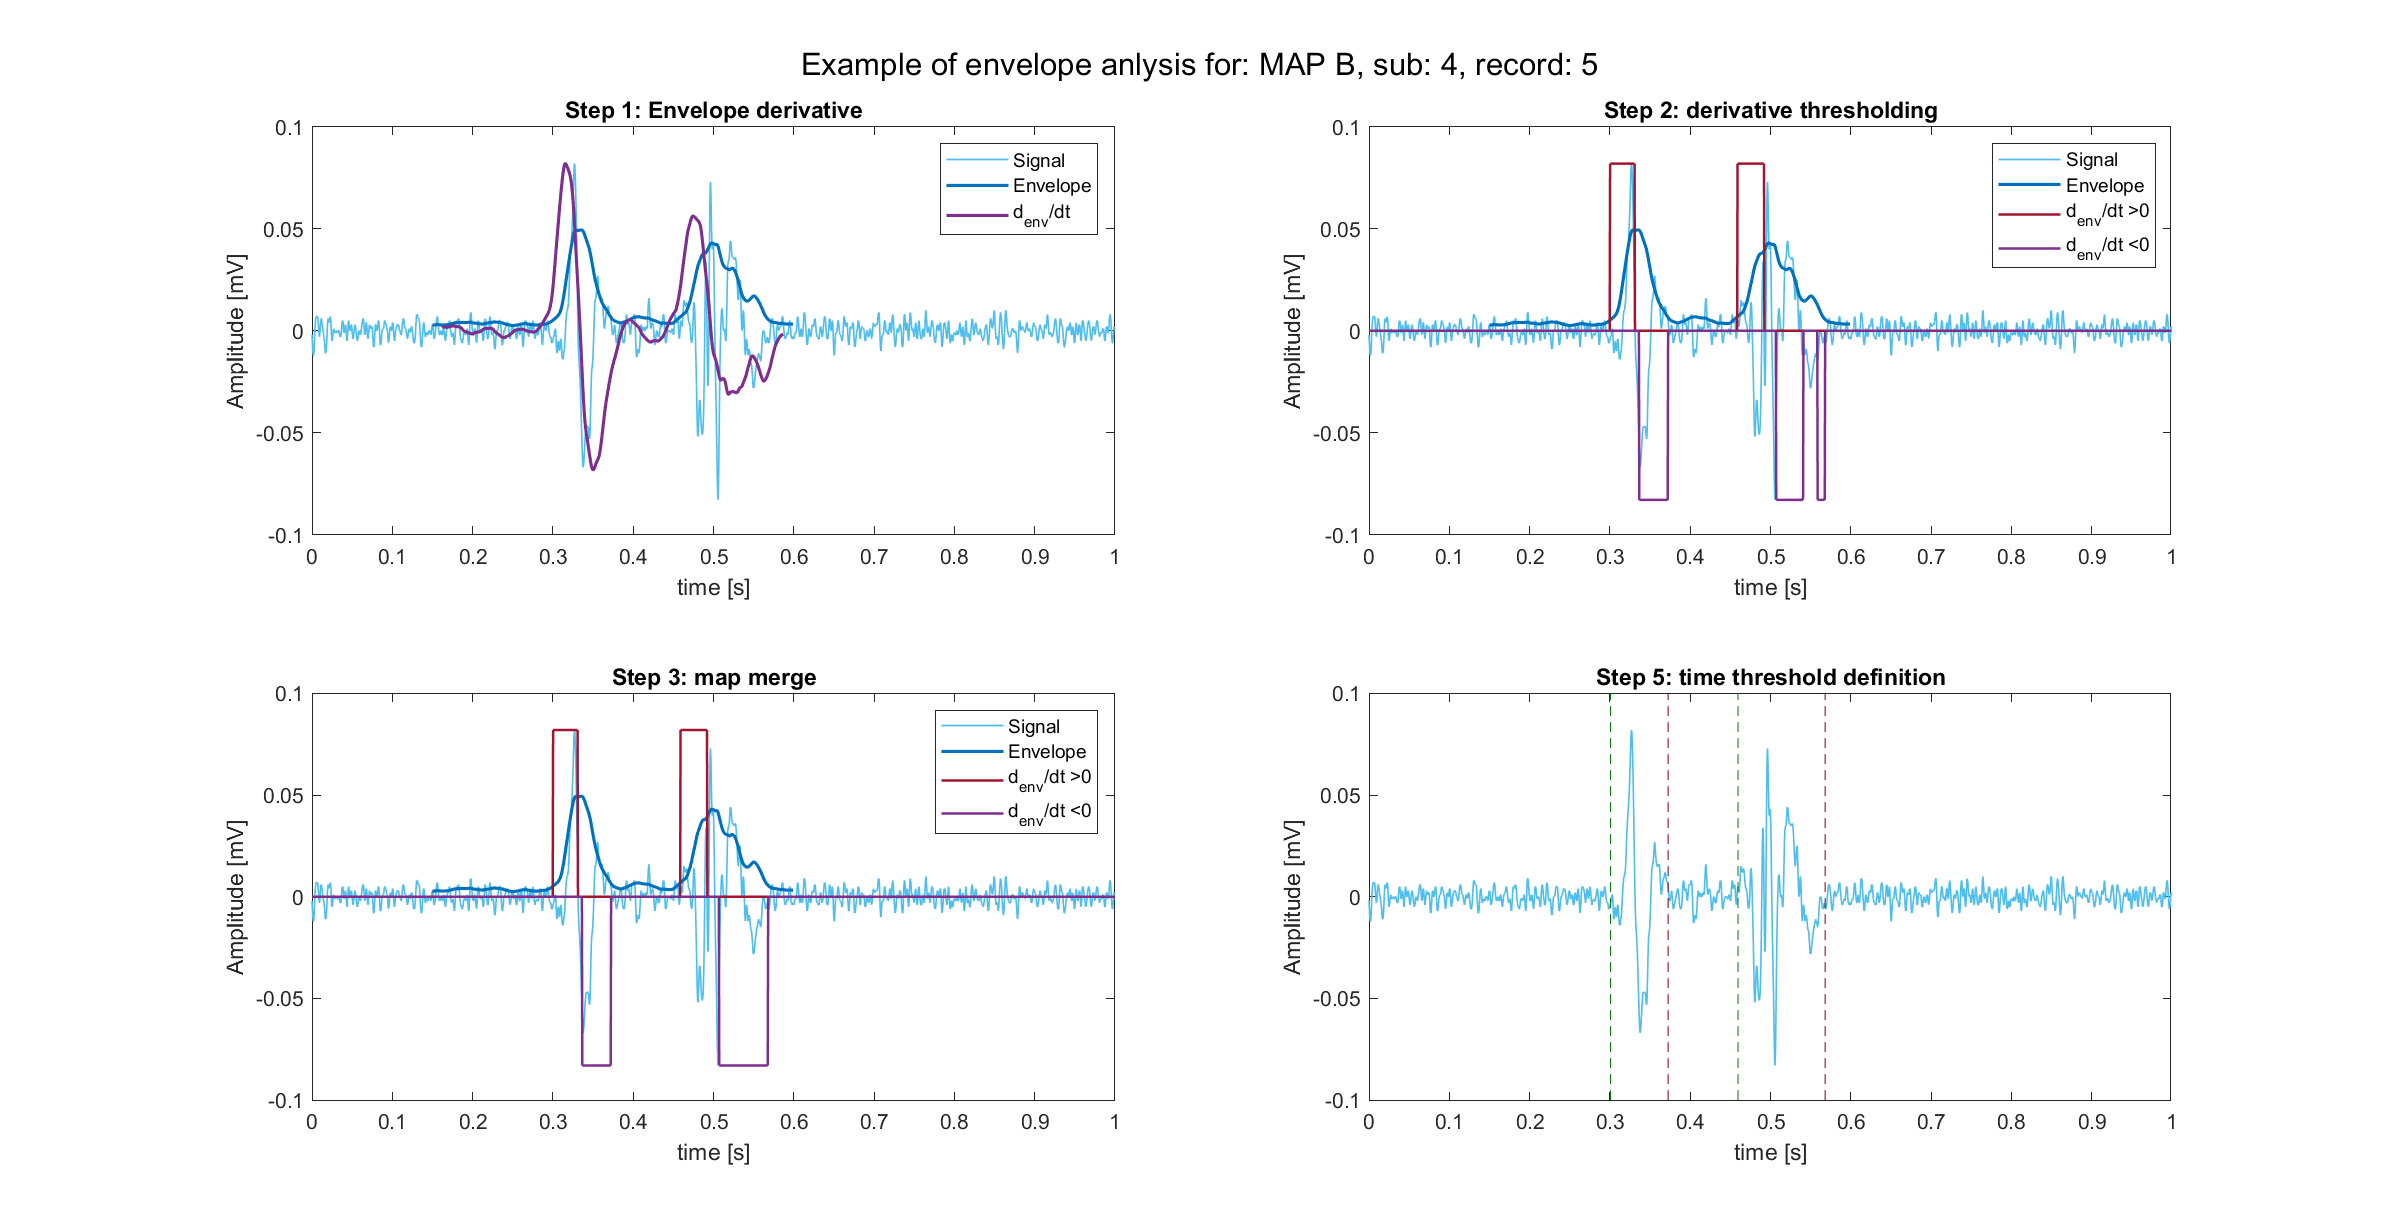 Example of envelope anlysis for: MAP B, sub: 4, record: 5
Step 1: Envelope derivative
0.1
0.05
0
-0.05
-0.1
Amplitude [mV]
0 0.1 0.2 0.3 0.4 0.5 0.6 0.7 0.8 0.9 1
time [s]
Signal
Envelope
d_env/dt
Step 2: derivative thresholding
0.1
0.05
0
-0.05
-0.1
Amplitude [mV]
0 0.1 0.2 0.3 0.4 0.5 0.6 0.7 0.8 0.9 1
time [s]
Signal
Envelope
d_env/dt >0
d_env/dt <0
Step 3: map merge
0.1
0.05
0
-0.05
-0.1
Amplitude [mV]
0 0.1 0.2 0.3 0.4 0.5 0.6 0.7 0.8 0.9 1
time [s]
Signal
Envelope
d_env/dt >0
d_env/dt <0
Step 5: time threshold definition
0.1
0.05
0
-0.05
-0.1
Amplitude [mV]
0 0.1 0.2 0.3 0.4 0.5 0.6 0.7 0.8 0.9 1
time [s]